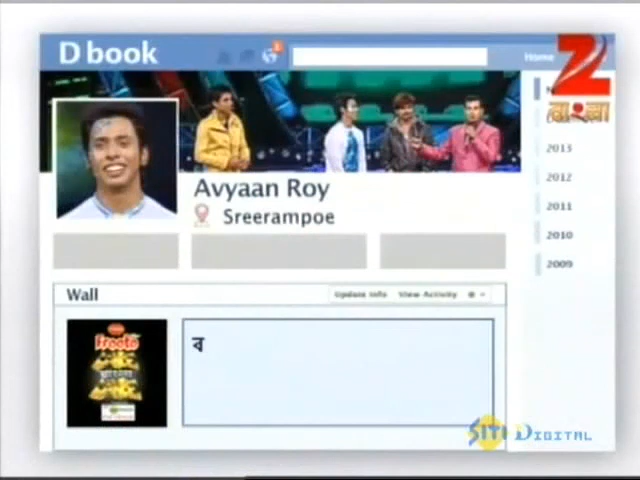 D book
Home
বাংলা
Avyaan Roy
Sreerampoe
2013
2012
2011
2010
2009
Wall
Update Info
View Activity
Frooto
ব
SITI DIGITAL